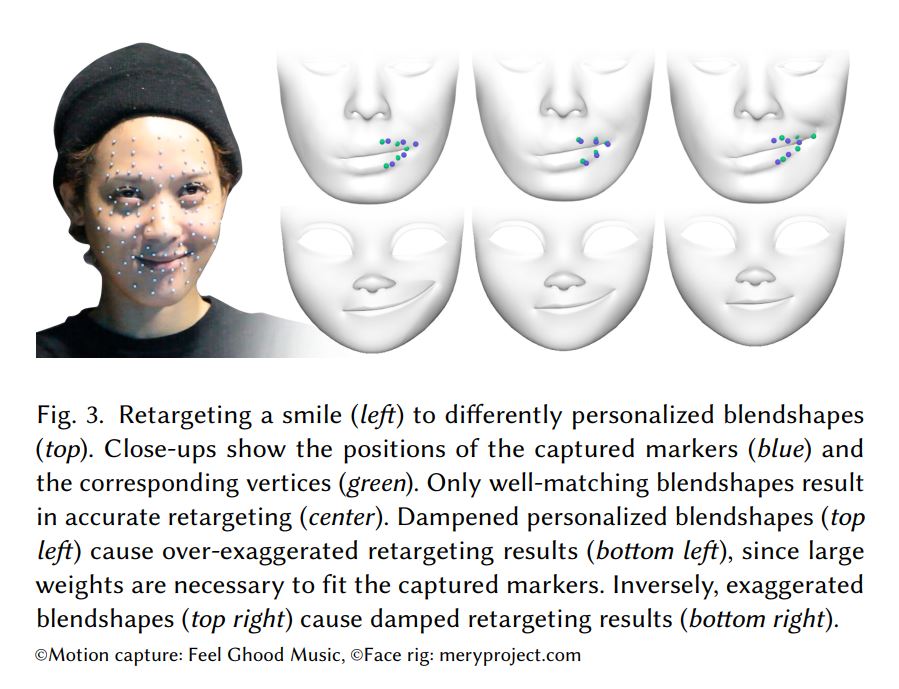 Fig. 3. Retargeting a smile (left) to differently personalized blendshapes
(top). Close-ups show the positions of the captured markers (blue) and
the corresponding vertices (green). Only well-matching blendshapes result
in accurate retargeting (center). Dampened personalized blendshapes (top
left) cause over-exaggerated retargeting results (bottom left), since large
weights are necessary to fit the captured markers. Inversely, exaggerated
blendshapes (top right) cause damped retargeting results (bottom right).
©Motion capture: Feel Ghood Music, ©Face rig: meryproject.com